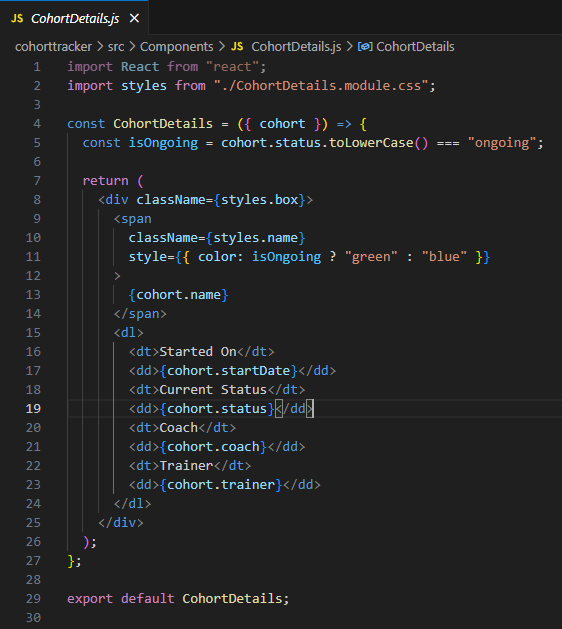 JS CohortDetails.js ×
cohorttracker > src > Components > JS CohortDetails.js > CohortDetails
1 import React from "react";
2 import styles from "./CohortDetails.module.css";
3
4 const CohortDetails = ({ cohort }) => {
5   const isOngoing = cohort.status.toLowerCase() === "ongoing";
6
7   return (
8     <div className={styles.box}>
9       <span
10         className={styles.name}
11         style={{ color: isOngoing ? "green" : "blue" }}
12       >
13         {cohort.name}
14       </span>
15       <dl>
16         <dt>Started On</dt>
17         <dd>{cohort.startDate}</dd>
18         <dt>Current Status</dt>
19         <dd>{cohort.status}</dd>
20         <dt>Coach</dt>
21         <dd>{cohort.coach}</dd>
22         <dt>Trainer</dt>
23         <dd>{cohort.trainer}</dd>
24       </dl>
25     </div>
26   );
27 };
28
29 export default CohortDetails;
30